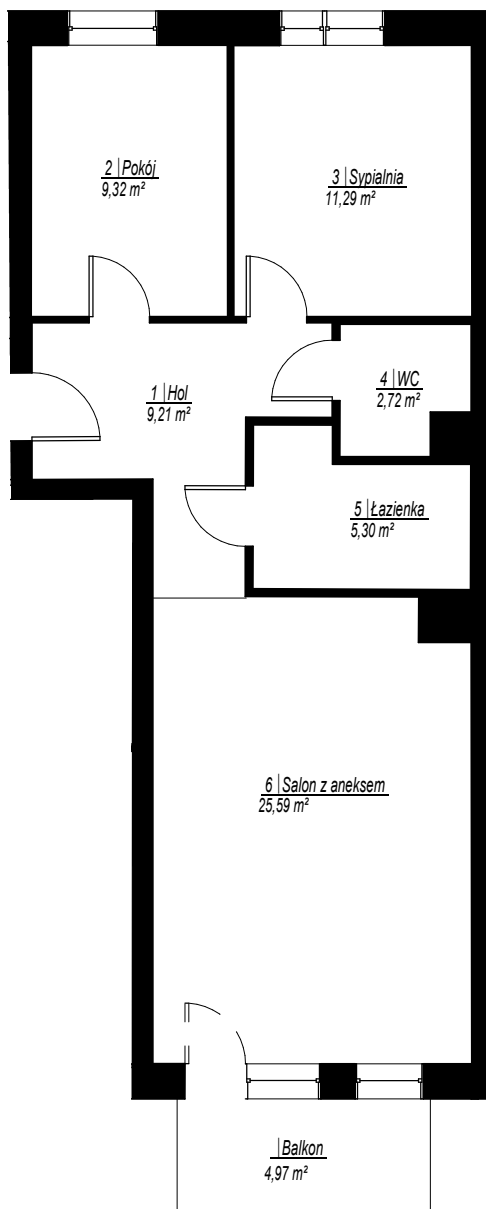 2 | Pokój
9,32 m²
3 | Sypialnia
11,29 m²
1 | Hol
9,21 m²
4 | WC
2,72 m²
5 | Łazienka
5,30 m²
6 | Salon z aneksem
25,59 m²
| Balkon
4,97 m²